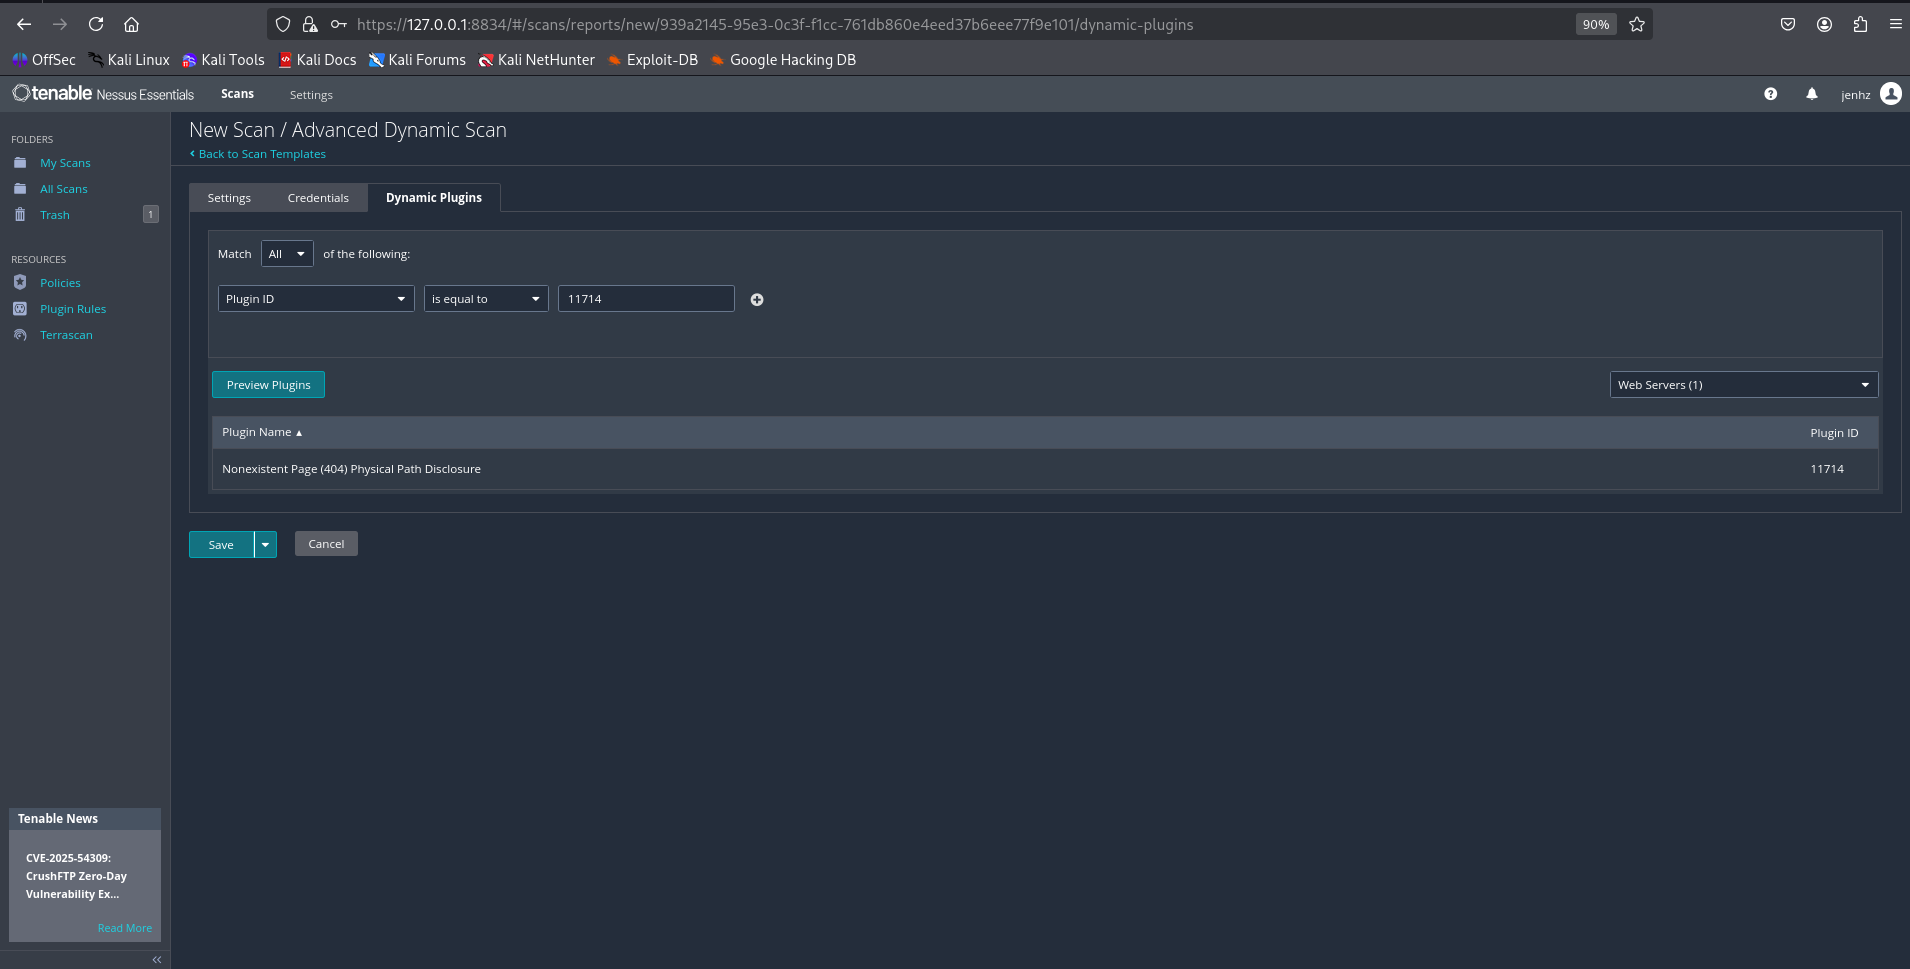 https://127.0.0.1:8834/#/scans/reports/new/939a2145-95e3-0c3f-f1cc-761db860e4eed37b6eee77f9e101/dynamic-plugins 90%
OffSec Kali Linux Kali Tools Kali Docs Kali Forums Kali NetHunter Exploit-DB Google Hacking DB
tenable Nessus Essentials Scans Settings ? jenhz
New Scan / Advanced Dynamic Scan
Back to Scan Templates
FOLDERS
My Scans
All Scans
Trash 1
RESOURCES
Policies
Plugin Rules
Terrascan
Settings Credentials Dynamic Plugins
Match All of the following:
Plugin ID is equal to 11714
Preview Plugins Web Servers (1)
Plugin Name Plugin ID
Nonexistent Page (404) Physical Path Disclosure 11714
Save Cancel
Tenable News
CVE-2025-54309:
CrushFTP Zero-Day
Vulnerability Ex...
Read More